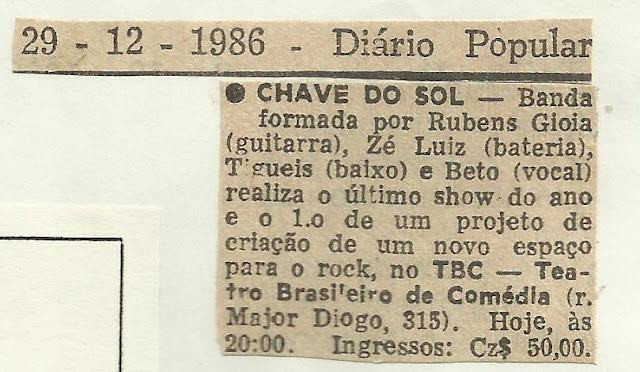 29 - 12 - 1986 - Diário Popular
● CHAVE DO SOL — Banda
formada por Rubens Gioia
(guitarra), Zé Luiz (bateria),
T'gueis (baixo) e Beto (vocal)
realiza o último show do ano
e o 1.o de um projeto de
criação de um novo espaço
para o rock, no TBC — Tea-
tro Brasi'eiro de Comédia (r.
Major Diogo, 315). Hoje, às
20:00. Ingressos: Cz$ 50,00.